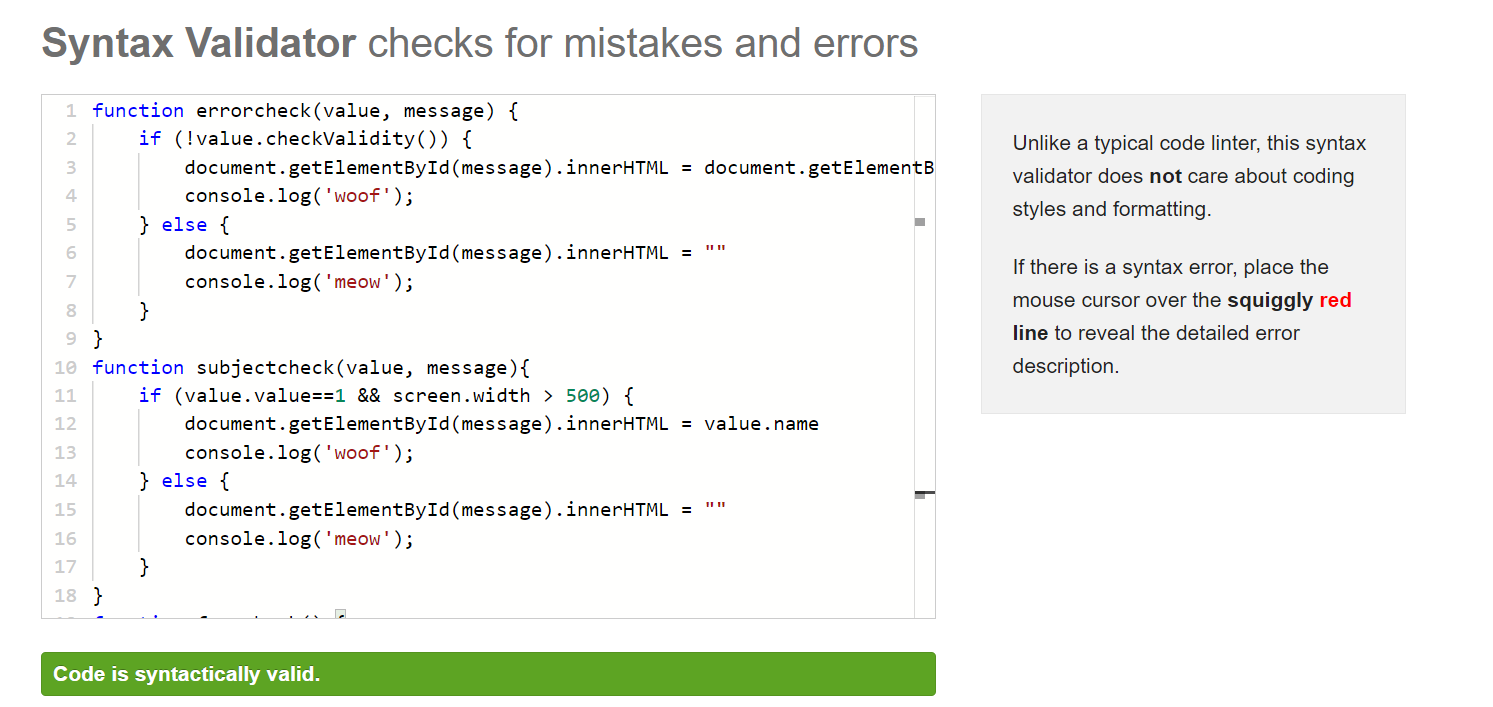 Syntax Validator checks for mistakes and errors
1 function errorcheck(value, message) {
2 if (!value.checkValidity()) {
3 document.getElementById(message).innerHTML = document.getElementB
4 console.log('woof');
5 } else {
6 document.getElementById(message).innerHTML = ""
7 console.log('meow');
8 }
9 }
10 function subjectcheck(value, message){
11 if (value.value==1 && screen.width > 500) {
12 document.getElementById(message).innerHTML = value.name
13 console.log('woof');
14 } else {
15 document.getElementById(message).innerHTML = ""
16 console.log('meow');
17 }
18 }
Unlike a typical code linter, this syntax
validator does not care about coding
styles and formatting.
If there is a syntax error, place the
mouse cursor over the squiggly red
line to reveal the detailed error
description.
Code is syntactically valid.